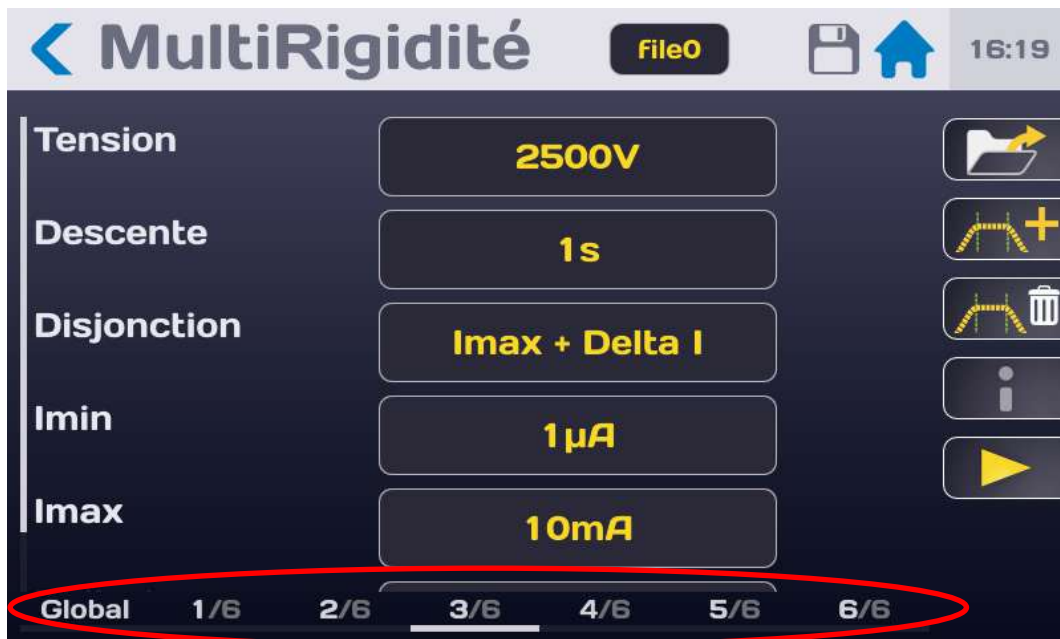 MultiRigidité File0 16:19
Tension 2500V
Descente 1s
Disjonction Imax + Delta I
Imin 1µA
Imax 10mA
Global 1/6 2/6 3/6 4/6 5/6 6/6